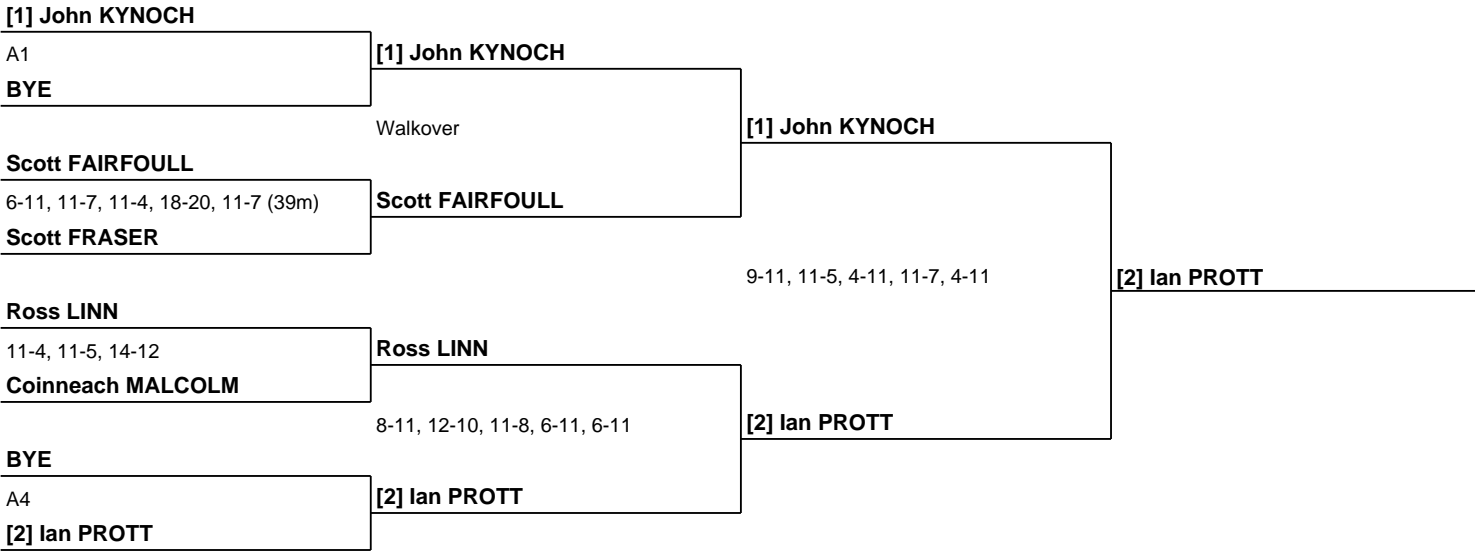 [1] John KYNOCH
A1
BYE
Scott FAIRFOULL
6-11, 11-7, 11-4, 18-20, 11-7 (39m)
Scott FRASER
Ross LINN
11-4, 11-5, 14-12
Coinneach MALCOLM
BYE
A4
[2] Ian PROTT
[1] John KYNOCH
Walkover
Scott FAIRFOULL
Ross LINN
8-11, 12-10, 11-8, 6-11, 6-11
[2] Ian PROTT
[1] John KYNOCH
9-11, 11-5, 4-11, 11-7, 4-11
[2] Ian PROTT
[2] Ian PROTT